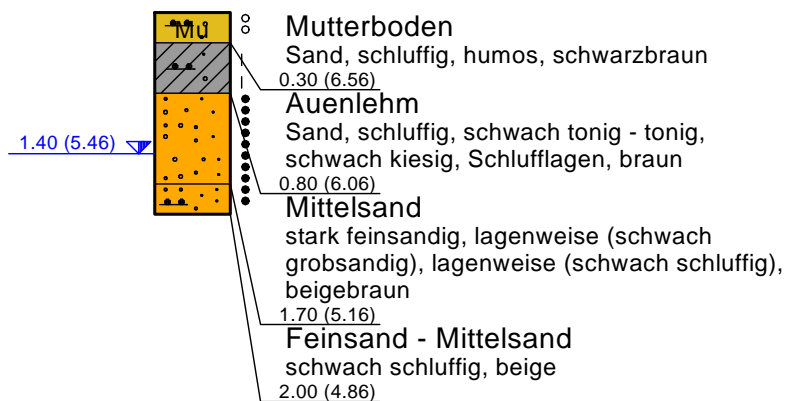 Mu
Mutterboden
Sand, schluffig, humos, schwarzbraun
0.30 (6.56)
Auenlehm
Sand, schluffig, schwach tonig - tonig,
schwach kiesig, Schlufflagen, braun
0.80 (6.06)
1.40 (5.46)
Mittelsand
stark feinsandig, lagenweise (schwach
grobsandig), lagenweise (schwach schluffig),
beigebraun
1.70 (5.16)
Feinsand - Mittelsand
schwach schluffig, beige
2.00 (4.86)